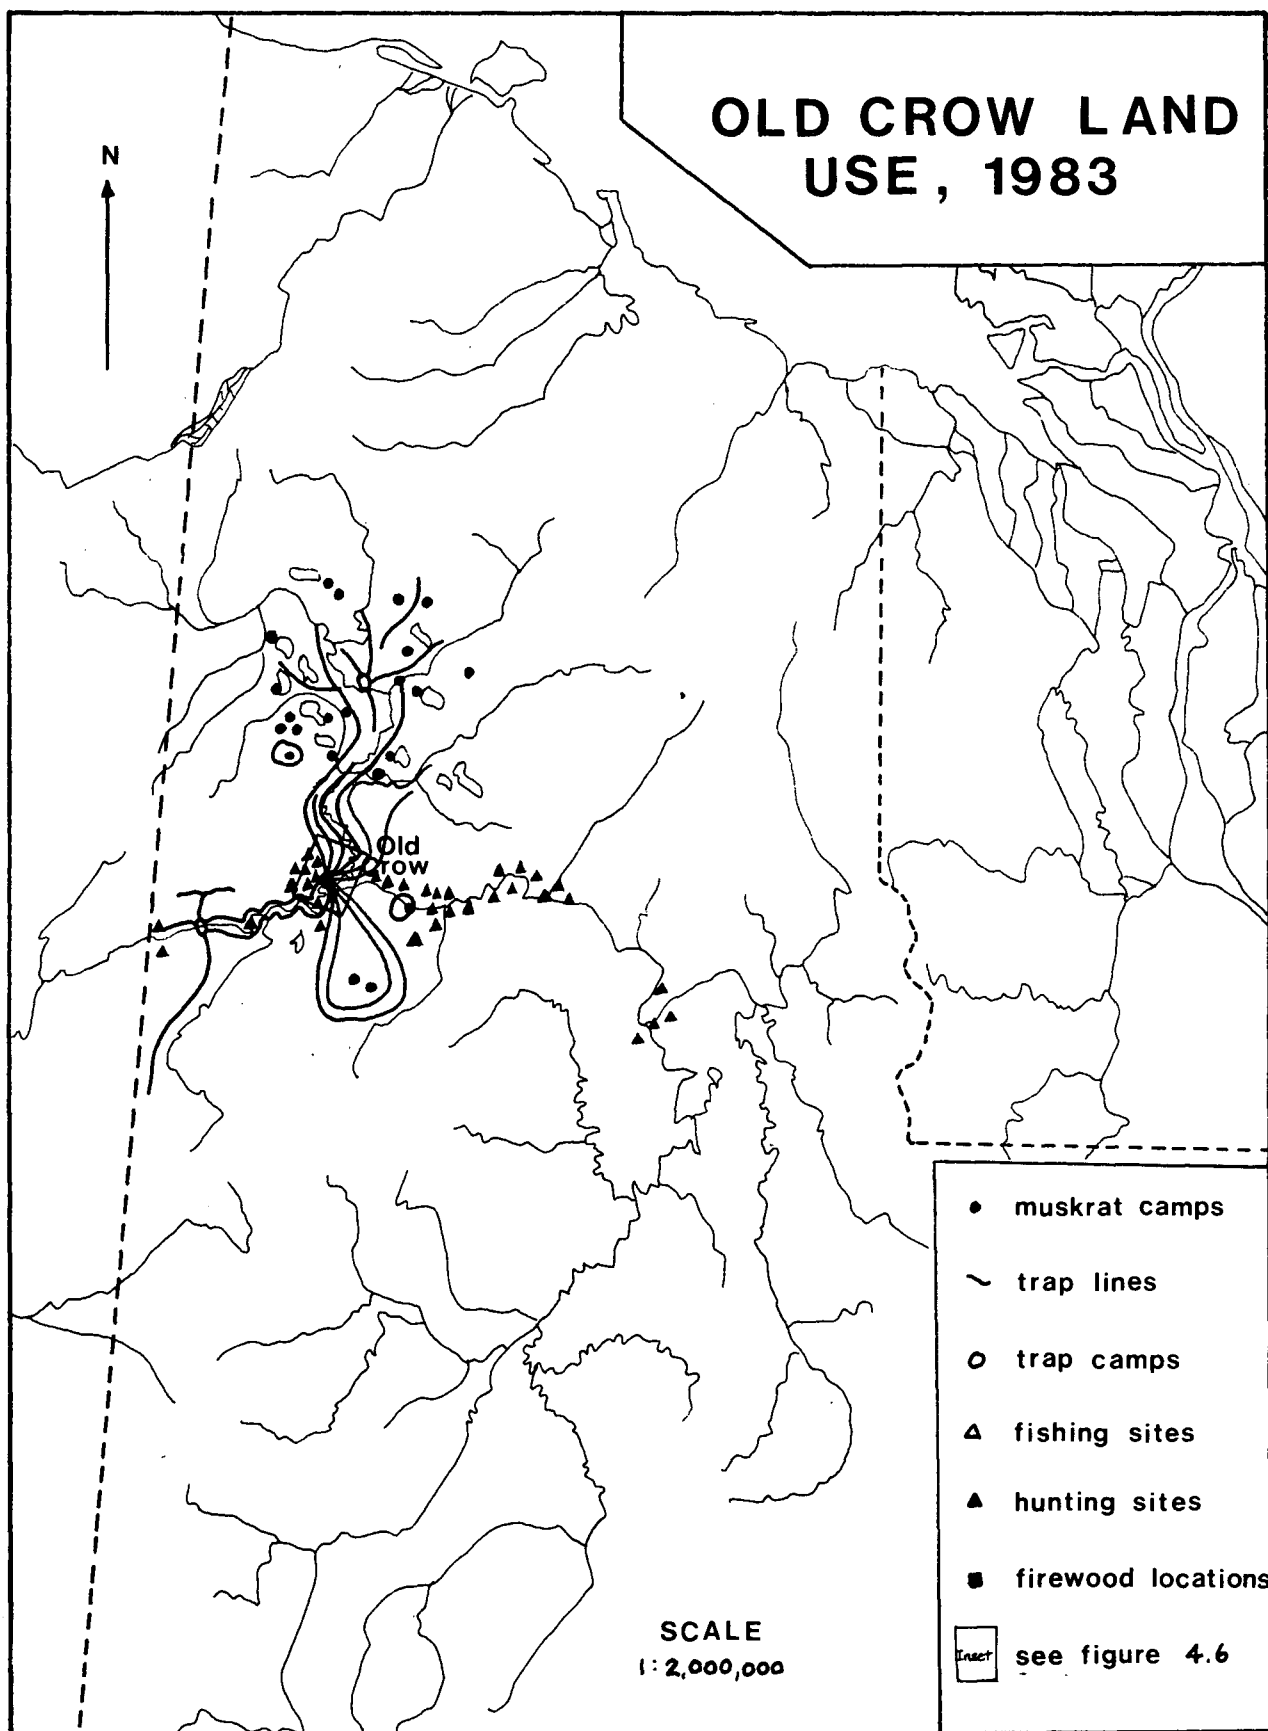 OLD CROW LAND
USE, 1983
N
Old
row
muskrat camps
trap lines
trap camps
fishing sites
hunting sites
firewood locations
Inset see figure 4.6
SCALE
1:2,000,000